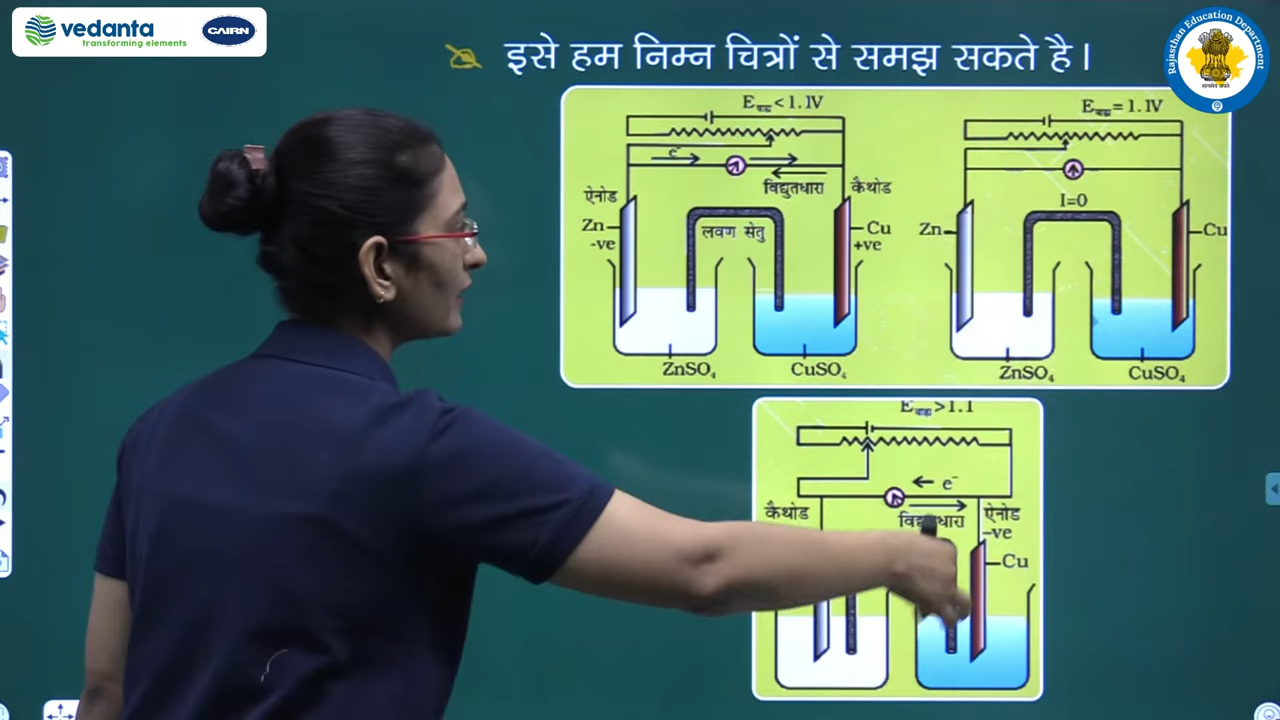 vedanta
transforming elements
CAIRN
इसे हम निम्न चित्रों से समझ सकते है।
Rajasthan Education Department
E बाह्य < 1.1V
e⁻
विद्युतधारा
ऐनोड
कैथोड
Zn
-ve
लवण सेतु
Cu
+ve
ZnSO₄
CuSO₄
E बाह्य = 1.1V
I=0
Zn
Cu
ZnSO₄
CuSO₄
E बाह्य >1.1
e⁻
कैथोड
ऐनोड
-ve
Cu